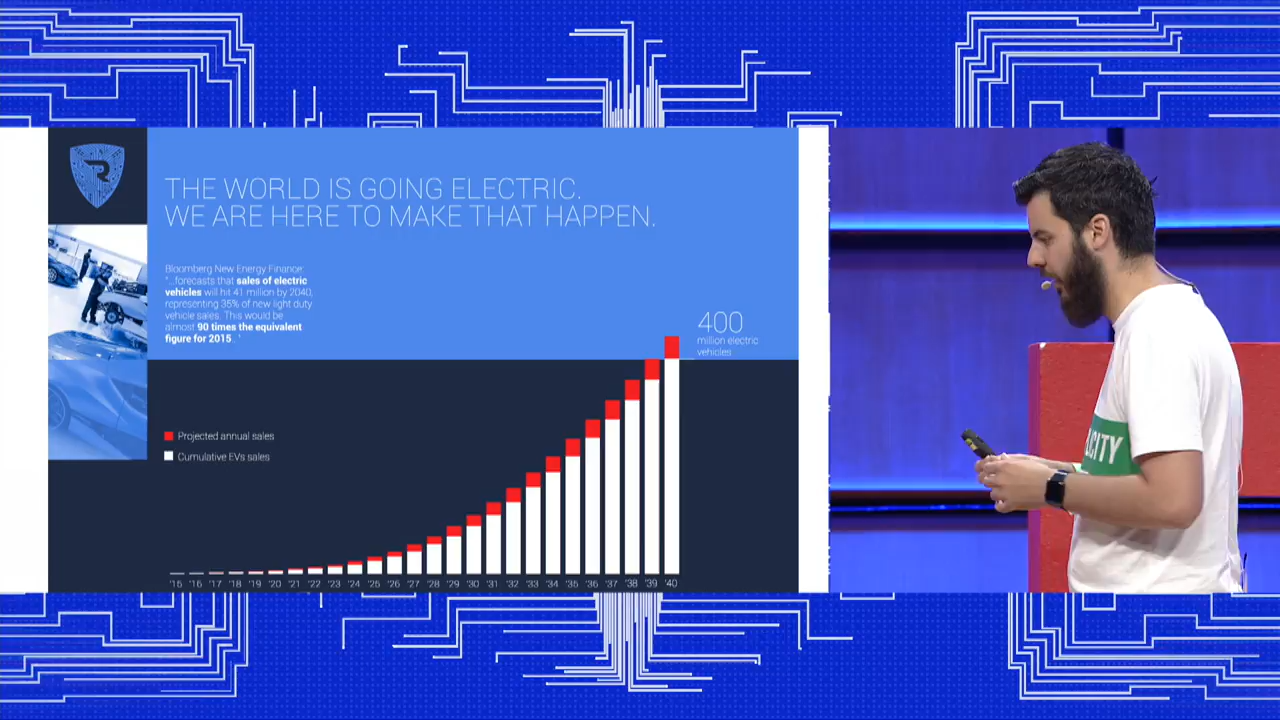 THE WORLD IS GOING ELECTRIC.
WE ARE HERE TO MAKE THAT HAPPEN.
Bloomberg New Energy Finance:
"...forecasts that sales of electric
vehicles will hit 41 million by 2040,
representing 35% of new light duty
vehicle sales. This would be
almost 90 times the equivalent
figure for 2015. "
400
million electric
vehicles
Projected annual sales
Cumulative EVs sales
'15 '16 '17 '18 '19 '20 '21 '22 '23 '24 '25 '26 '27 '28 '29 '30 '31 '32 '33 '34 '35 '36 '37 '38 '39 '40